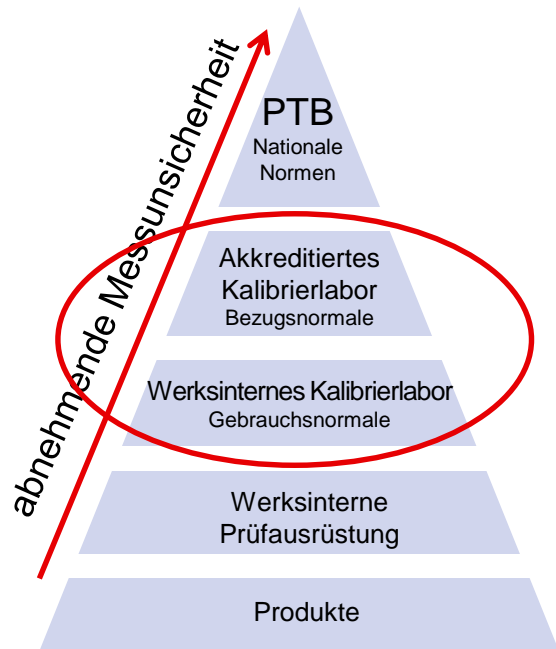 abnehmende Messunsicherheit
PTB
Nationale
Normen
Akkreditiertes
Kalibrierlabor
Bezugsnormale
Werksinternes Kalibrierlabor
Gebrauchsnormale
Werksinterne
Prüfausrüstung
Produkte